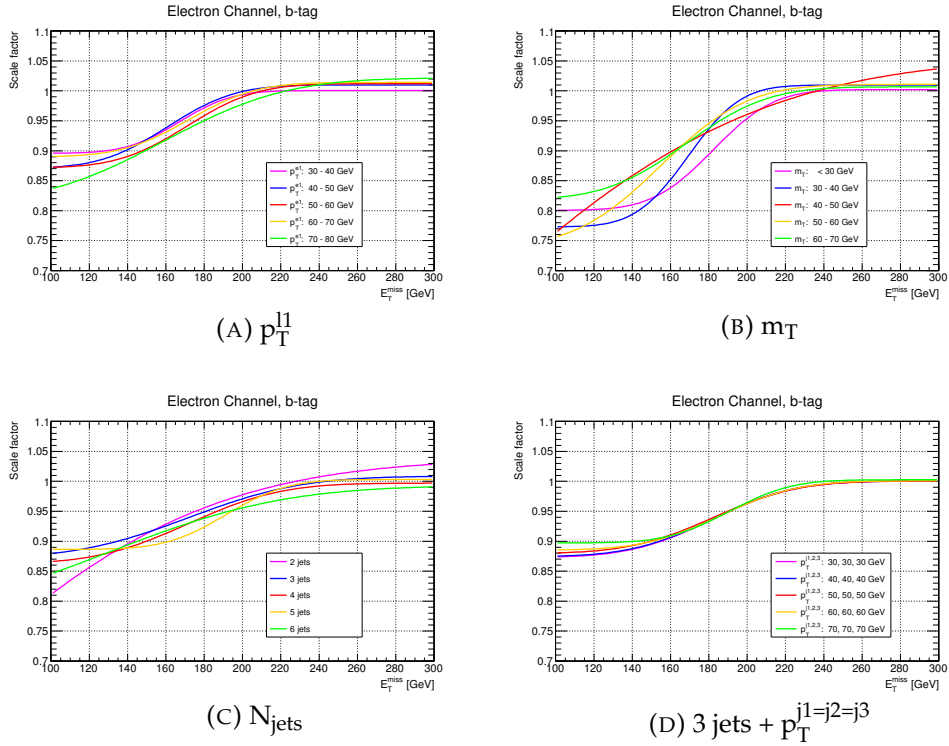 Electron Channel, b-tag
Scale factor
1.1
1.05
1
0.95
0.9
0.85
0.8
0.75
0.7
p_T^e1: 30 - 40 GeV
p_T^e1: 40 - 50 GeV
p_T^e1: 50 - 60 GeV
p_T^e1: 60 - 70 GeV
p_T^e1: 70 - 80 GeV
100 120 140 160 180 200 220 240 260 280 300
E_T^miss [GeV]
(A) p_T^l1
Electron Channel, b-tag
Scale factor
1.1
1.05
1
0.95
0.9
0.85
0.8
0.75
0.7
m_T: <30 GeV
m_T: 30 - 40 GeV
m_T: 40 - 50 GeV
m_T: 50 - 60 GeV
m_T: 60 - 70 GeV
100 120 140 160 180 200 220 240 260 280 300
E_T^miss [GeV]
(B) m_T
Electron Channel, b-tag
Scale factor
1.1
1.05
1
0.95
0.9
0.85
0.8
0.75
0.7
2 jets
3 jets
4 jets
5 jets
6 jets
100 120 140 160 180 200 220 240 260 280 300
E_T^miss [GeV]
(C) N_jets
Electron Channel, b-tag
Scale factor
1.1
1.05
1
0.95
0.9
0.85
0.8
0.75
0.7
p_T^j1,2,3: 30, 30, 30 GeV
p_T^j1,2,3: 40, 40, 40 GeV
p_T^j1,2,3: 50, 50, 50 GeV
p_T^j1,2,3: 60, 60, 60 GeV
p_T^j1,2,3: 70, 70, 70 GeV
100 120 140 160 180 200 220 240 260 280 300
E_T^miss [GeV]
(D) 3 jets + p_T^j1=j2=j3